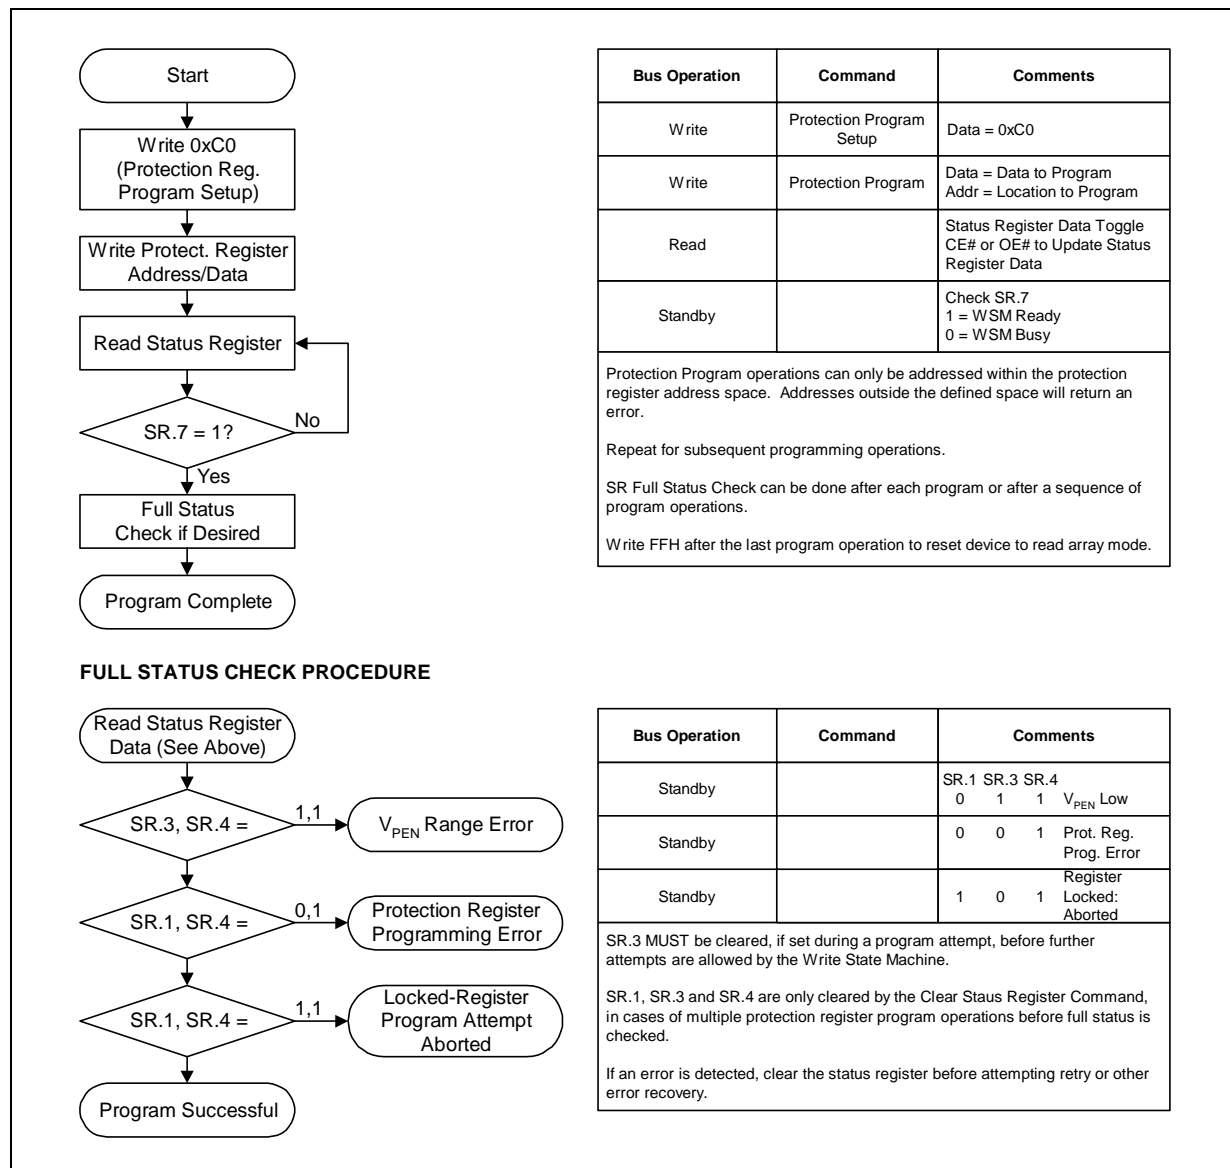 Start
Write 0xC0
(Protection Reg.
Program Setup)
Write Protect. Register
Address/Data
Read Status Register
SR.7 = 1?
No
Yes
Full Status
Check if Desired
Program Complete
Bus Operation Command Comments
Write Protection Program
Setup Data = 0xC0
Write Protection Program Data = Data to Program
Addr = Location to Program
Read Status Register Data Toggle
CE# or OE# to Update Status
Register Data
Standby Check SR.7
1 = WSM Ready
0 = WSM Busy
Protection Program operations can only be addressed within the protection
register address space. Addresses outside the defined space will return an
error.
Repeat for subsequent programming operations.
SR Full Status Check can be done after each program or after a sequence of
program operations.
Write FFH after the last program operation to reset device to read array mode.
FULL STATUS CHECK PROCEDURE
Read Status Register
Data (See Above)
SR.3, SR.4 =
1,1
VPEN Range Error
SR.1, SR.4 =
0,1
Protection Register
Programming Error
SR.1, SR.4 =
1,1
Locked-Register
Program Attempt
Aborted
Program Successful
Bus Operation Command Comments
Standby SR.1 SR.3 SR.4
0 1 1 VPEN Low
Standby 0 0 1 Prot. Reg.
Prog. Error
Standby 1 0 1 Register
Locked:
Aborted
SR.3 MUST be cleared, if set during a program attempt, before further
attempts are allowed by the Write State Machine.
SR.1, SR.3 and SR.4 are only cleared by the Clear Staus Register Command,
in cases of multiple protection register program operations before full status is
checked.
If an error is detected, clear the status register before attempting retry or other
error recovery.